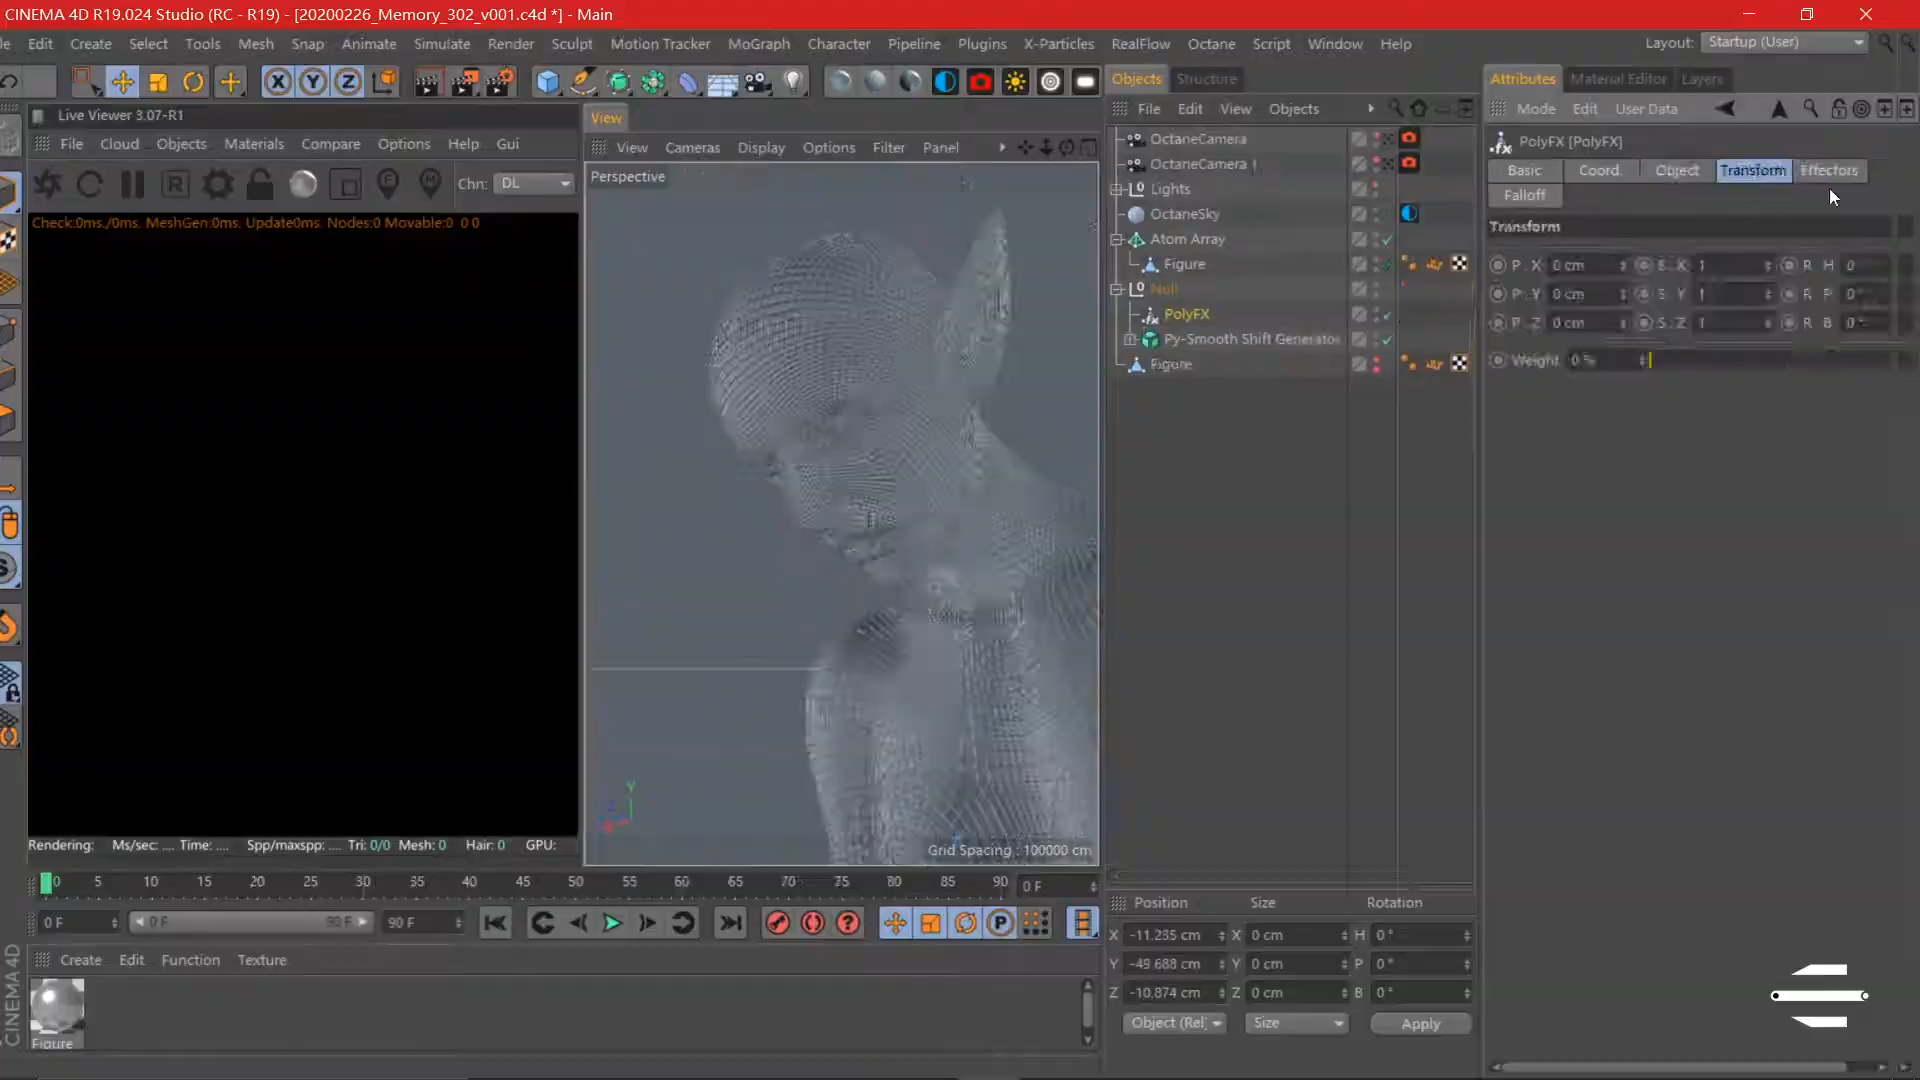 CINEMA 4D R19.024 Studio (RC - R19) - [20200226_Memory_302_v001.c4d *] - Main
Edit Create Select Tools Mesh Snap Animate Simulate Render Sculpt Motion Tracker MoGraph Character Pipeline Plugins X-Particles RealFlow Octane Script Window Help
Layout: Startup (User)
X Y Z
Live Viewer 3.07-R1
File Cloud Objects Materials Compare Options Help Gui
Chn: DL
Check:0ms./0ms. MeshGen:0ms. Update0ms. Nodes:0 Movable:0 0 0
Rendering: Ms/sec: .... Time: .... Spp/maxspp: .... Tri: 0/0 Mesh: 0 Hair: 0 GPU:
View
View Cameras Display Options Filter Panel
Perspective
Y
Grid Spacing : 100000 cm
Objects Structure
File Edit View Objects
OctaneCamera
OctaneCamera
Lights
OctaneSky
Atom Array
Figure
Null
PolyFX
Py-Smooth Shift Generator
Figure
Attributes Material Editor Layers
Mode Edit User Data
PolyFX [PolyFX]
Basic Coord. Object Transform Effectors
Falloff
Transform
P . X 0 cm S . X 1 R . H 0
P . Y 0 cm S . Y 1 R . P 0°
P . Z 0 cm S . Z 1 R . B 0°
Weight 0 %
0 5 10 15 20 25 30 35 40 45 50 55 60 65 70 75 80 85 90 0 F
0 F 0 F 90 F 90 F
Create Edit Function Texture
Figure
CINEMA 4D
Position Size Rotation
X -11.235 cm X 0 cm H 0°
Y -49.688 cm Y 0 cm P 0°
Z -10.874 cm Z 0 cm B 0°
Object (Rel) Size Apply